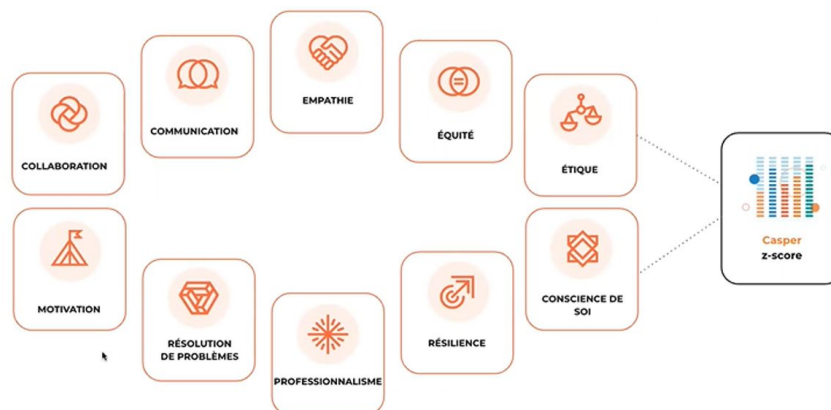 COLLABORATION
COMMUNICATION
EMPATHIE
ÉQUITÉ
ÉTIQUE
MOTIVATION
RÉSOLUTION
DE PROBLÈMES
PROFESSIONNALISME
RÉSILIENCE
CONSCIENCE DE
SOI
Casper
z-score